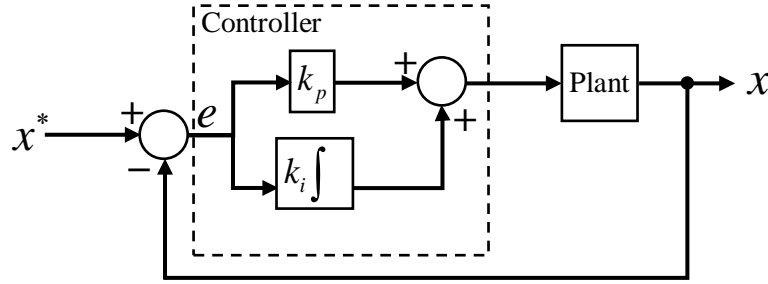 Controller
k_p
+
Plant
x
+
x*
e
+
−
k_i ∫